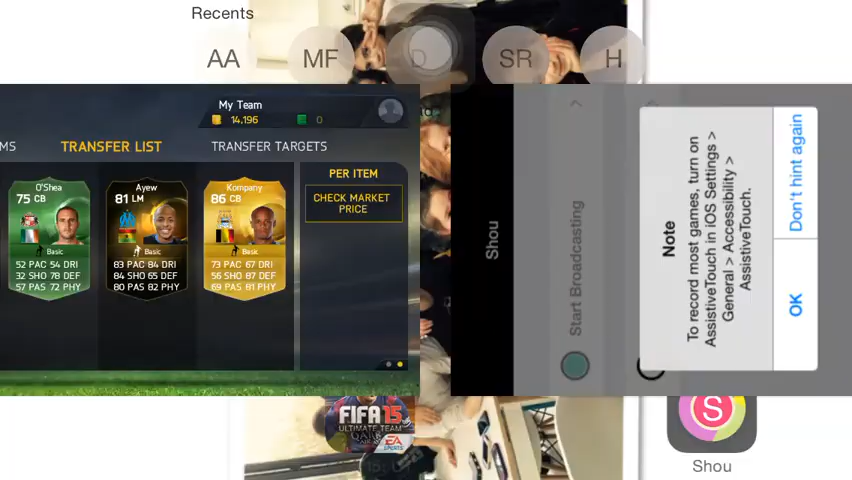 Recents
AA MF D SR H
My Team
14,196 0
MS TRANSFER LIST TRANSFER TARGETS
O'Shea
75 CB
Basic
52 PAC 54 DRI
32 SHO 78 DEF
57 PAS 72 PHY
Ayew
81 LM
Basic
83 PAC 84 DRI
84 SHO 65 DEF
80 PAS 82 PHY
Kompany
86 CB
Basic
73 PAC 67 DRI
56 SHO 87 DEF
69 PAS 81 PHY
PER ITEM
CHECK MARKET
PRICE
Shou
Start Broadcasting
Note
To record most games, turn on
AssistiveTouch in iOS Settings >
General > Accessibility >
AssistiveTouch.
Don't hint again
OK
FIFA 15
ULTIMATE TEAM
EA
SPORTS
S
Shou